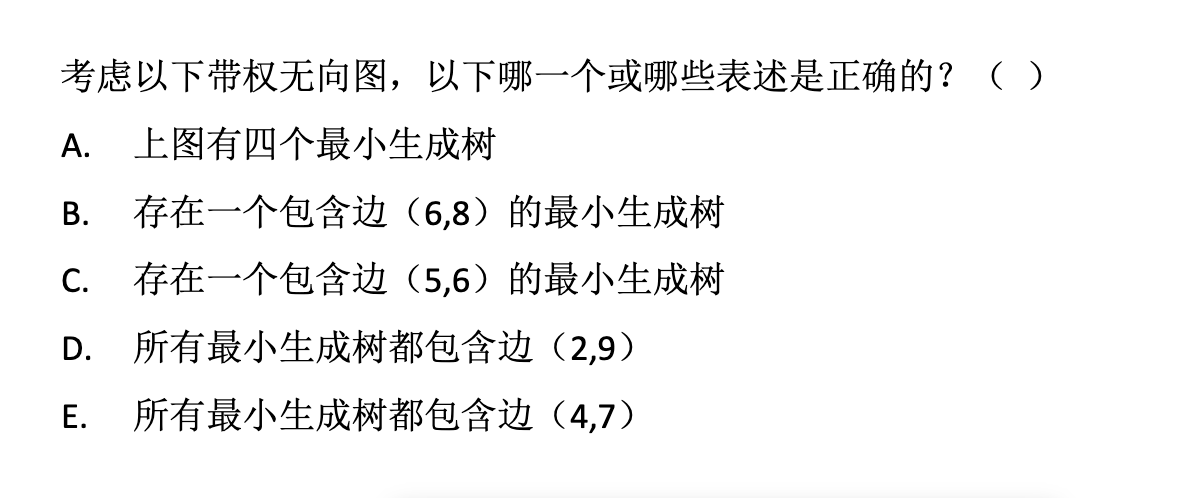 考虑以下带权无向图，以下哪一个或哪些表述是正确的？（ ）
A. 上图有四个最小生成树
B. 存在一个包含边（6,8）的最小生成树
C. 存在一个包含边（5,6）的最小生成树
D. 所有最小生成树都包含边（2,9）
E. 所有最小生成树都包含边（4,7）